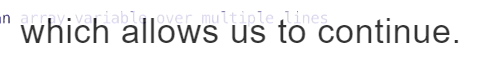 n array variable over multiple lines
which allows us to continue.